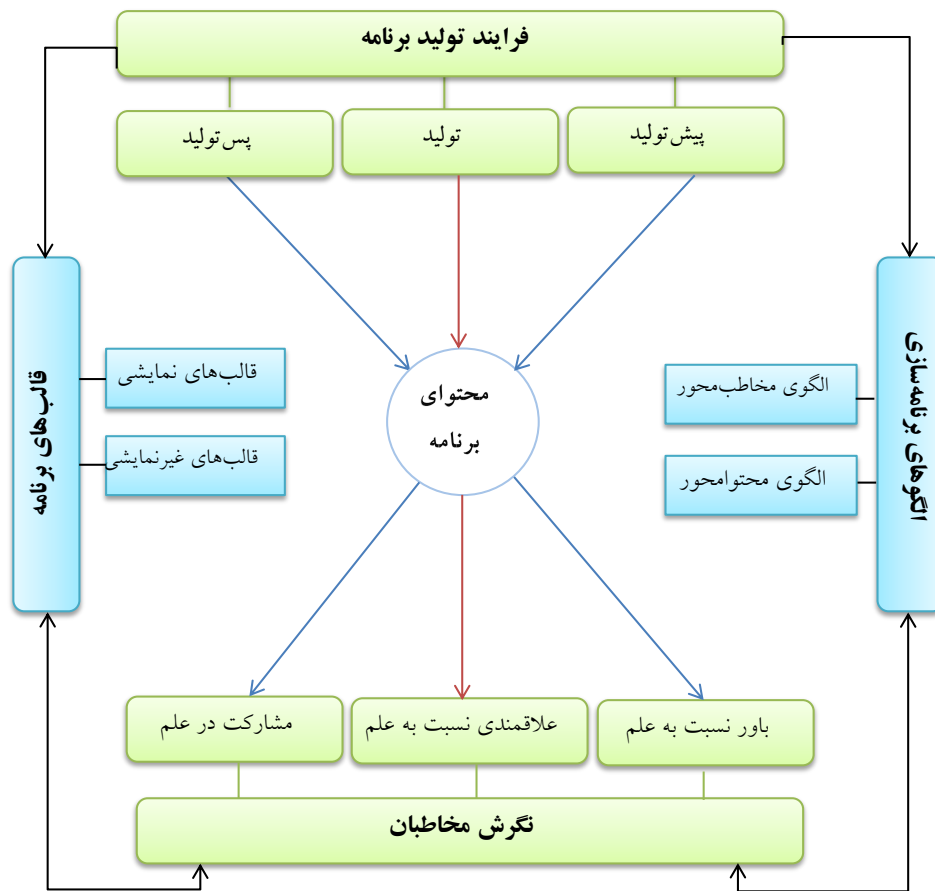 فرایند تولید برنامه
پیش‌تولید
تولید
پس‌تولید
الگوهای برنامه‌سازی
الگوی مخاطب‌محور
الگوی محتوامحور
محتوای
برنامه
قالب‌های برنامه
قالب‌های نمایشی
قالب‌های غیرنمایشی
باور نسبت به علم
علاقمندی نسبت به علم
مشارکت در علم
نگرش مخاطبان